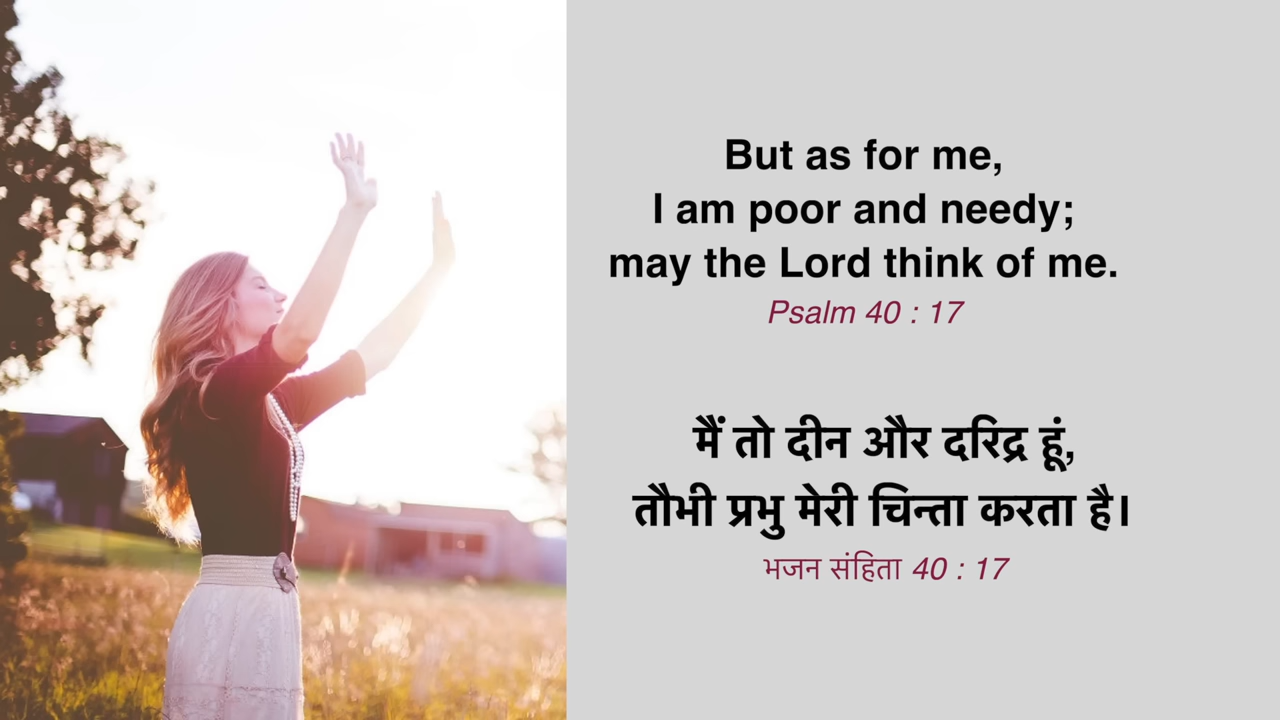 But as for me,
I am poor and needy;
may the Lord think of me.
Psalm 40 : 17
मैं तो दीन और दरिद्र हूं,
तौभी प्रभु मेरी चिन्ता करता है।
भजन संहिता 40 : 17